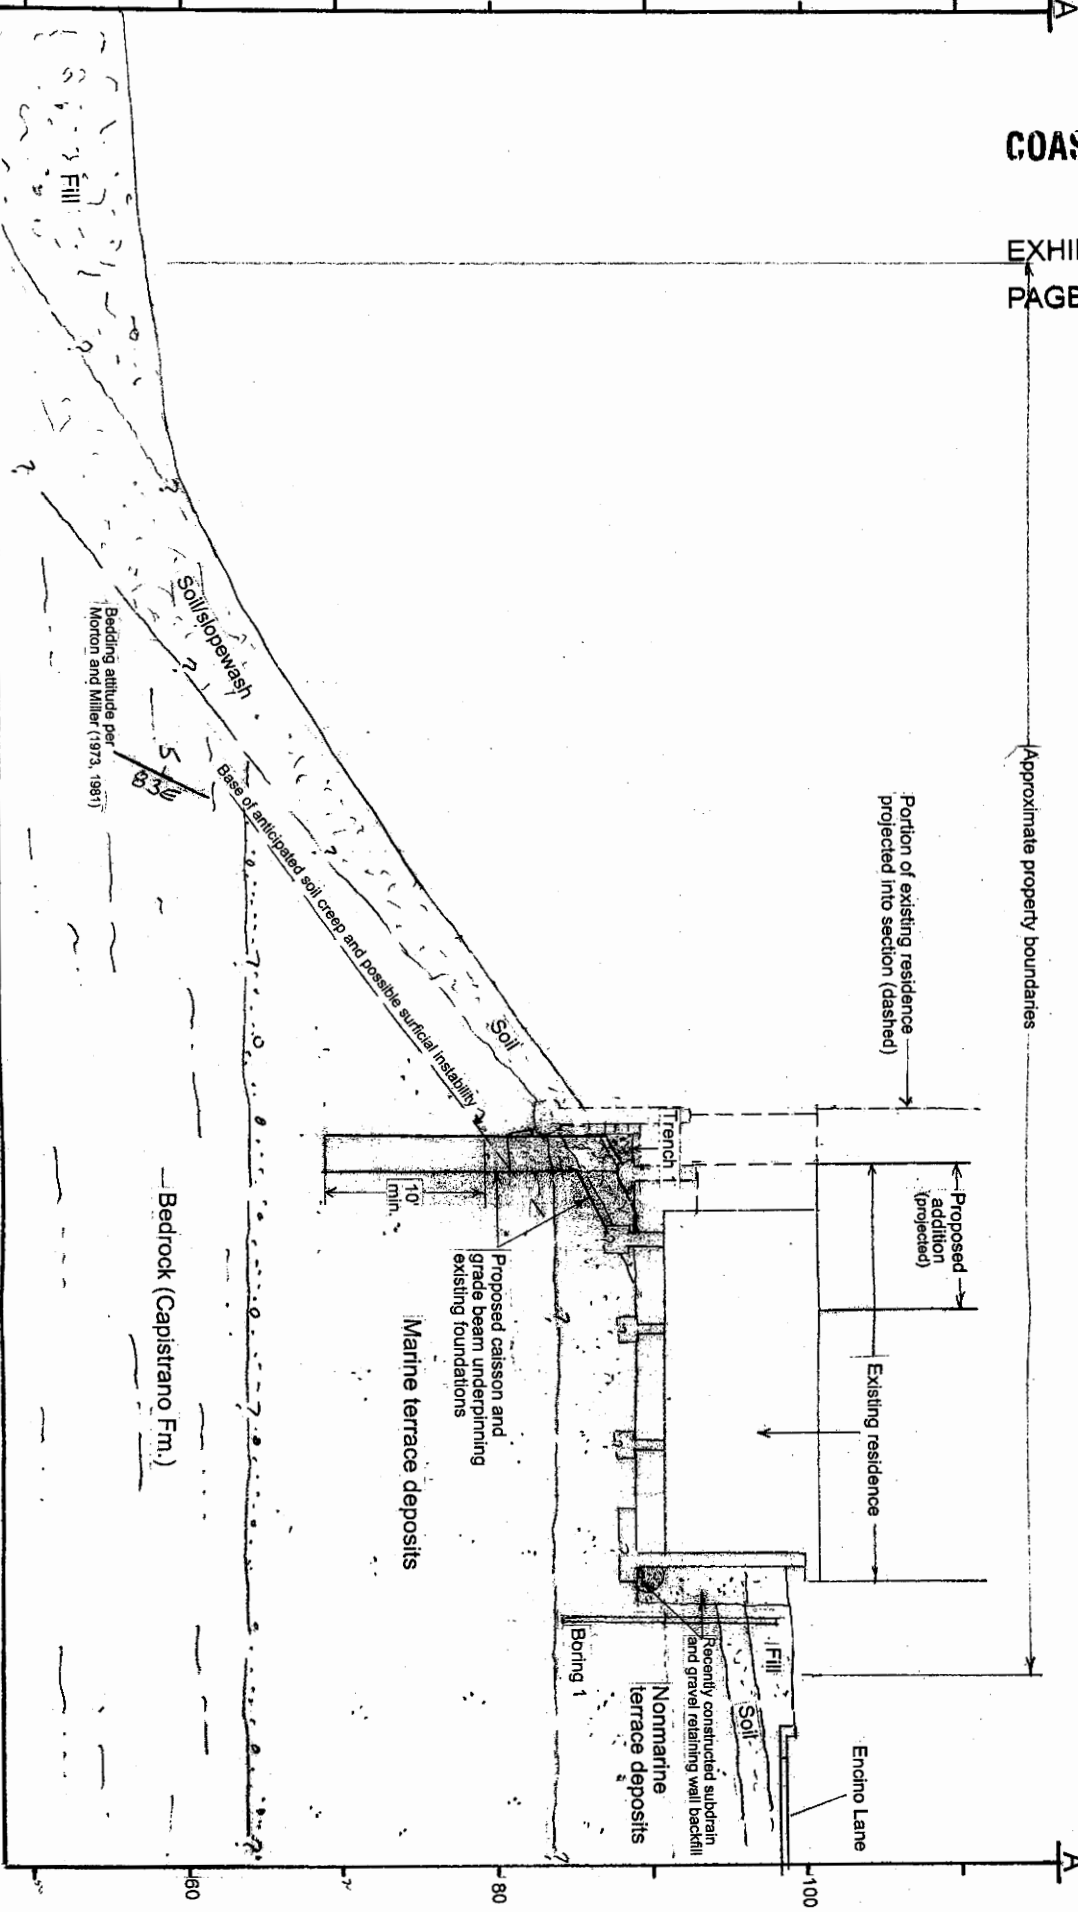 A
COAS
EXHI
PAGE
Approximate property boundaries
Portion of existing residence
projected into section (dashed)
Proposed
addition
(projected)
Existing residence
Encino Lane
Fill
Soil
Recently constructed subdrain
and gravel retaining wall backfill
Nonmarine
terrace deposits
Boring 1
Trench 1
Proposed caisson and
grade beam underpinning
existing foundations
10'
min.
Marine terrace deposits
Soil
Base of anticipated soil creep and possible surficial instability
Soil/slopewash
Fill
Bedding attitude per
Morton and Miller (1973, 1981)
Bedrock (Capistrano Fm.)
A
100
80
60